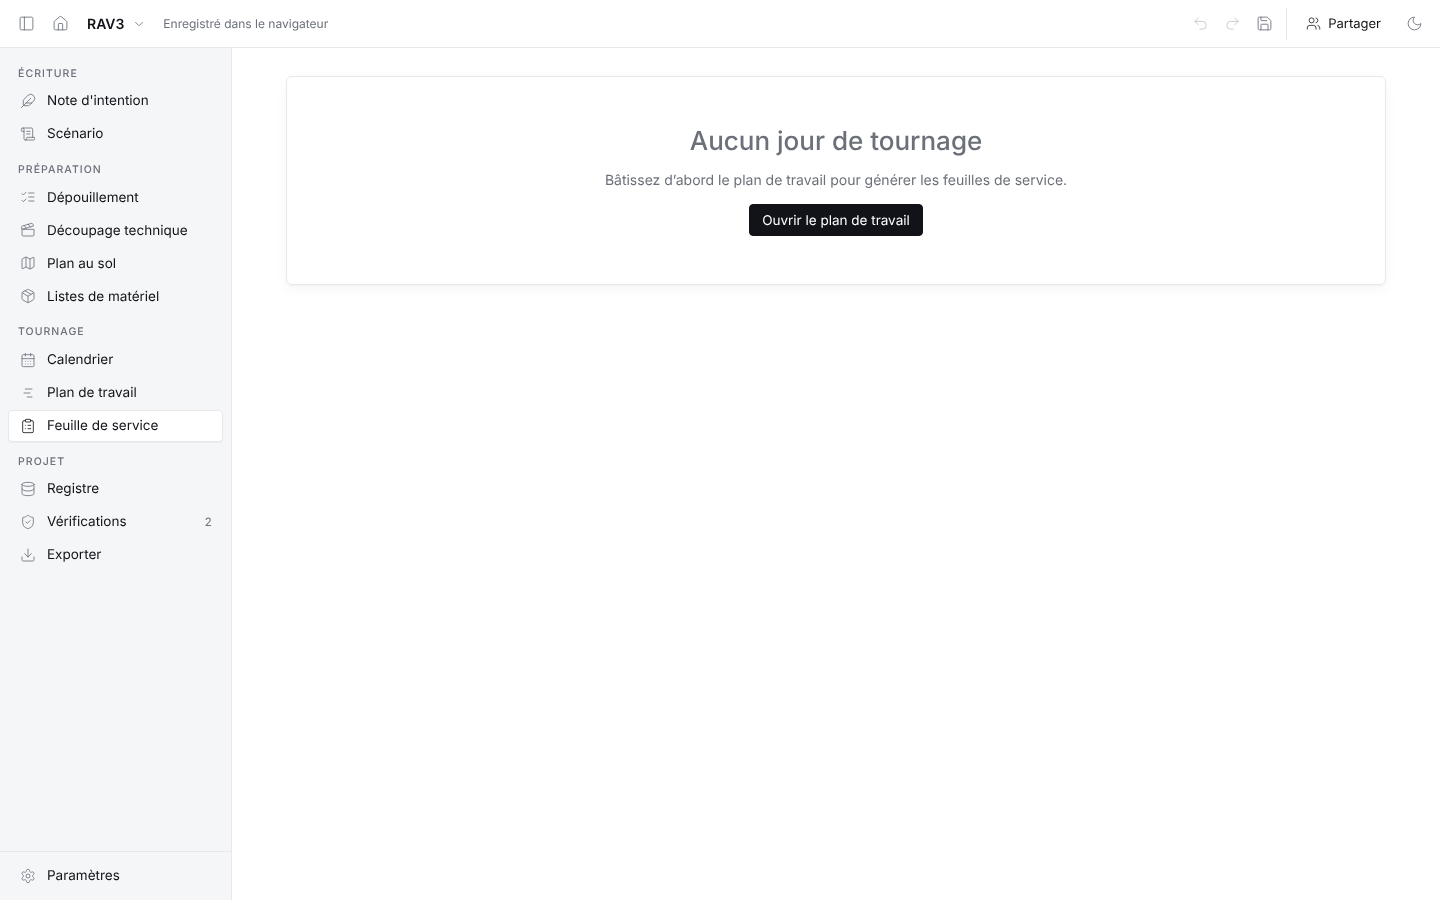 RAV3
Enregistré dans le navigateur
Partager
ÉCRITURE
Note d'intention
Scénario
PRÉPARATION
Dépouillement
Découpage technique
Plan au sol
Listes de matériel
TOURNAGE
Calendrier
Plan de travail
Feuille de service
PROJET
Registre
Vérifications 2
Exporter
Paramètres
Aucun jour de tournage
Bâtissez d’abord le plan de travail pour générer les feuilles de service.
Ouvrir le plan de travail